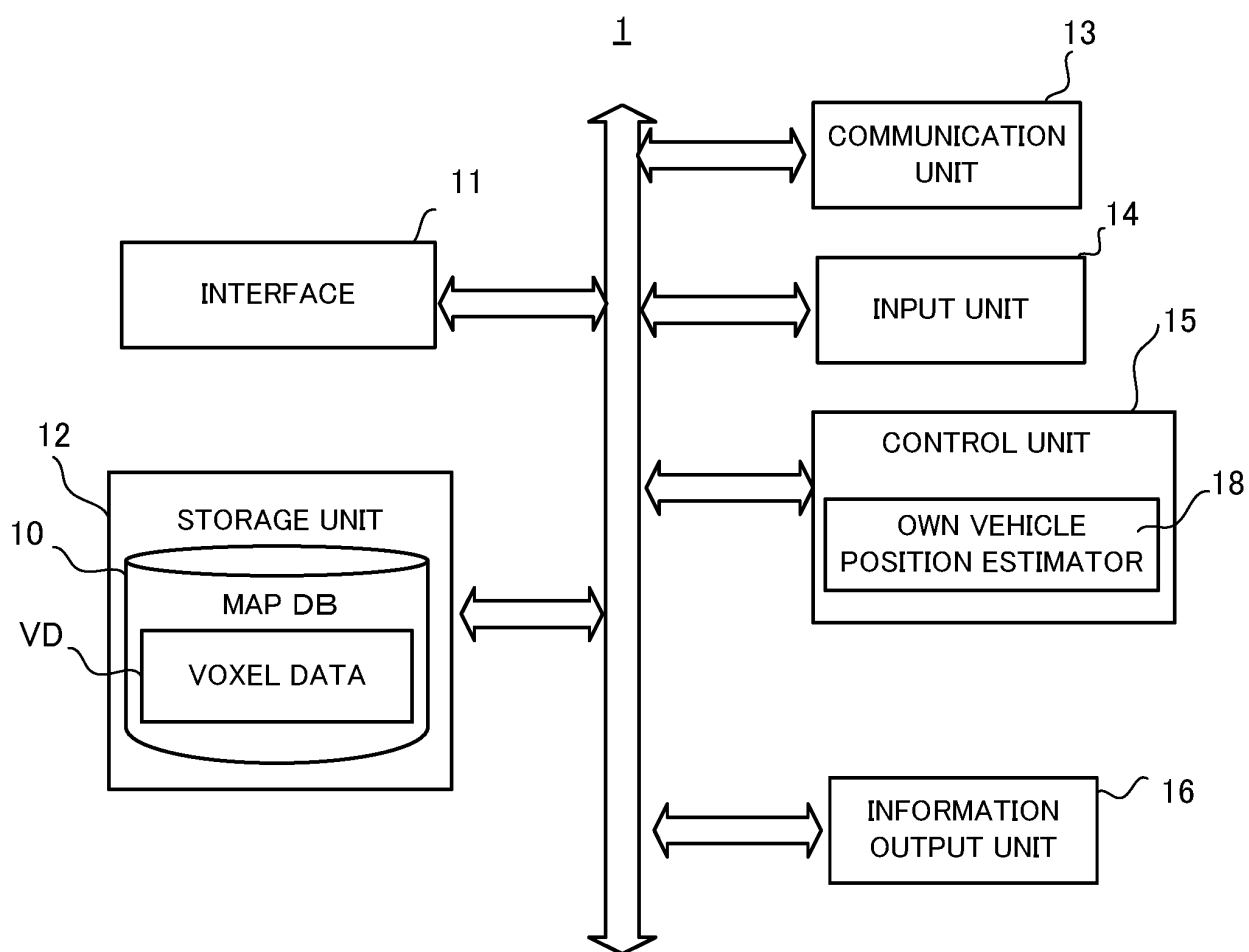 1
13
COMMUNICATION
UNIT
11
INTERFACE
14
INPUT UNIT
15
CONTROL UNIT
18
OWN VEHICLE
POSITION ESTIMATOR
12
STORAGE UNIT
10
MAP DB
VD
VOXEL DATA
16
INFORMATION
OUTPUT UNIT